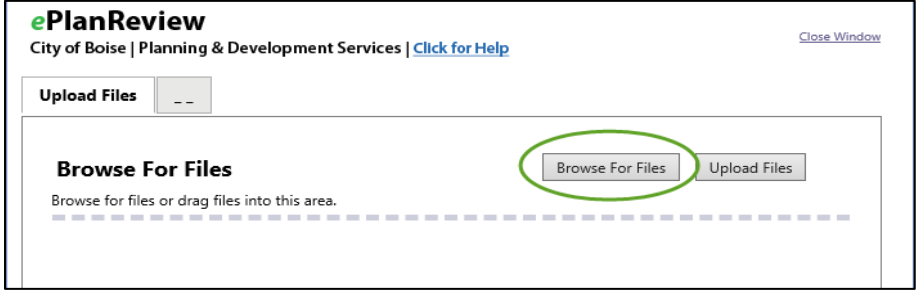 ePlanReview
City of Boise | Planning & Development Services | Click for Help
Close Window
Upload Files
_ _
Browse For Files
Browse For Files
Upload Files
Browse for files or drag files into this area.